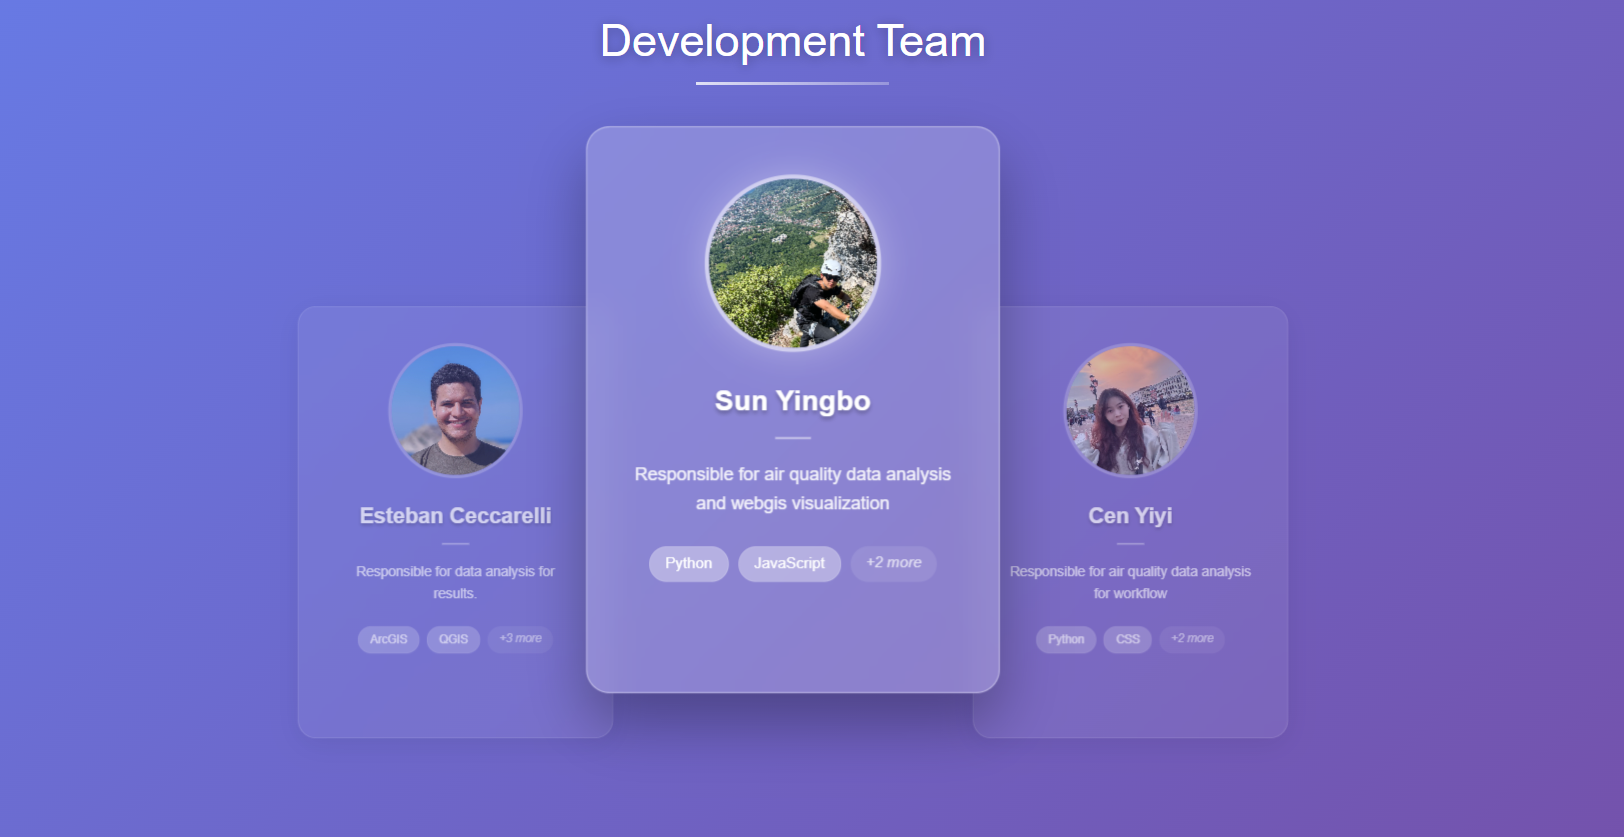 Development Team
Sun Yingbo
Responsible for air quality data analysis
and webgis visualization
Python
JavaScript
+2 more
Esteban Ceccarelli
Responsible for data analysis for
results.
ArcGIS
QGIS
+3 more
Cen Yiyi
Responsible for air quality data analysis
for workflow
Python
CSS
+2 more